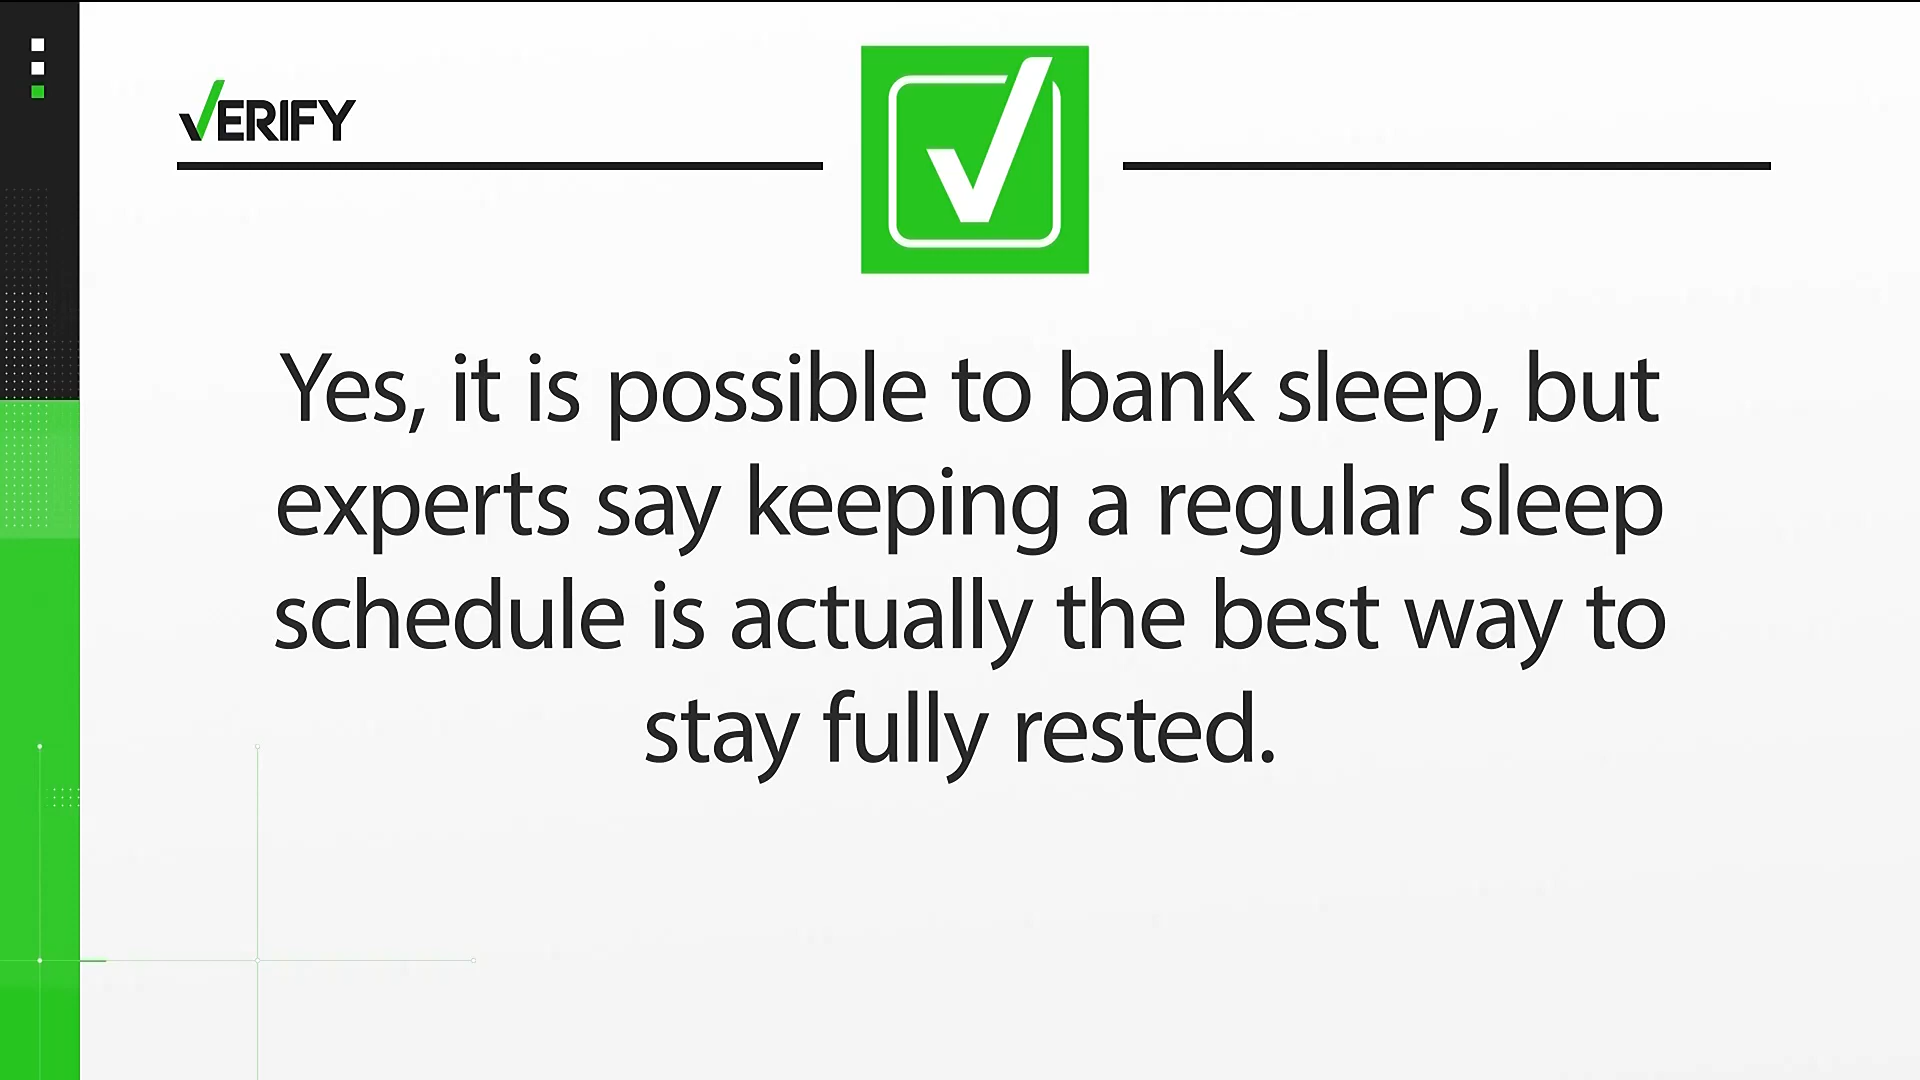 VERIFY
Yes, it is possible to bank sleep, but
experts say keeping a regular sleep
schedule is actually the best way to
stay fully rested.